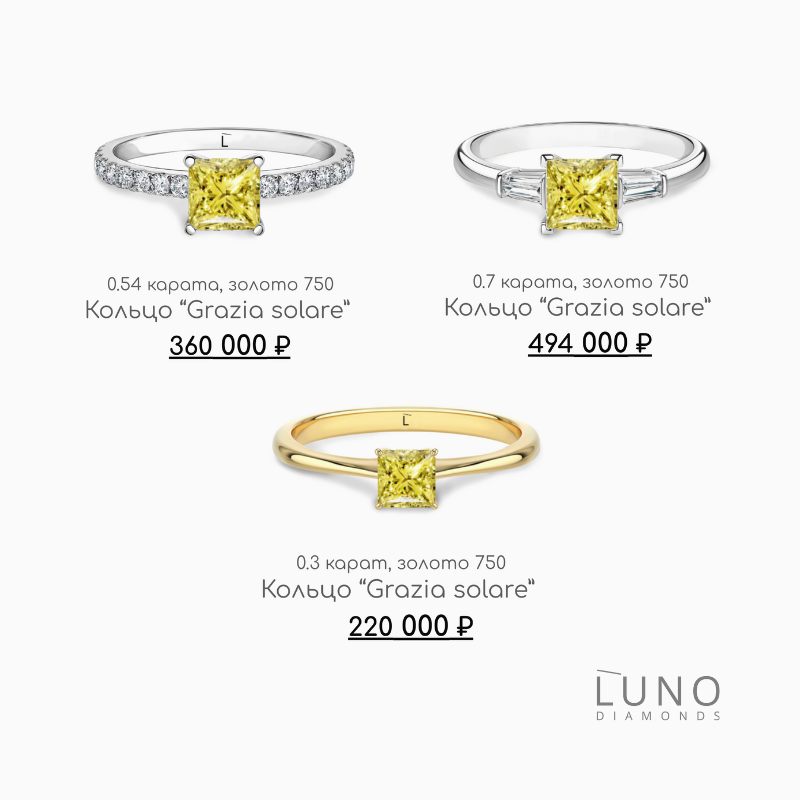 L
0.54 карата, золото 750
Кольцо “Grazia solare”
360 000 ₽
0.7 карата, золото 750
Кольцо “Grazia solare”
494 000 ₽
L
0.3 карат, золото 750
Кольцо “Grazia solare”
220 000 ₽
LUNO
DIAMONDS